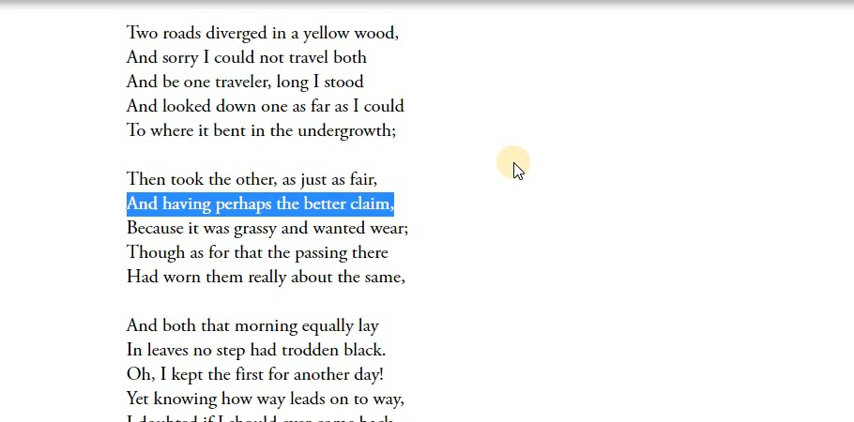 Two roads diverged in a yellow wood,
And sorry I could not travel both
And be one traveler, long I stood
And looked down one as far as I could
To where it bent in the undergrowth;
Then took the other, as just as fair,
And having perhaps the better claim,
Because it was grassy and wanted wear;
Though as for that the passing there
Had worn them really about the same,
And both that morning equally lay
In leaves no step had trodden black.
Oh, I kept the first for another day!
Yet knowing how way leads on to way,